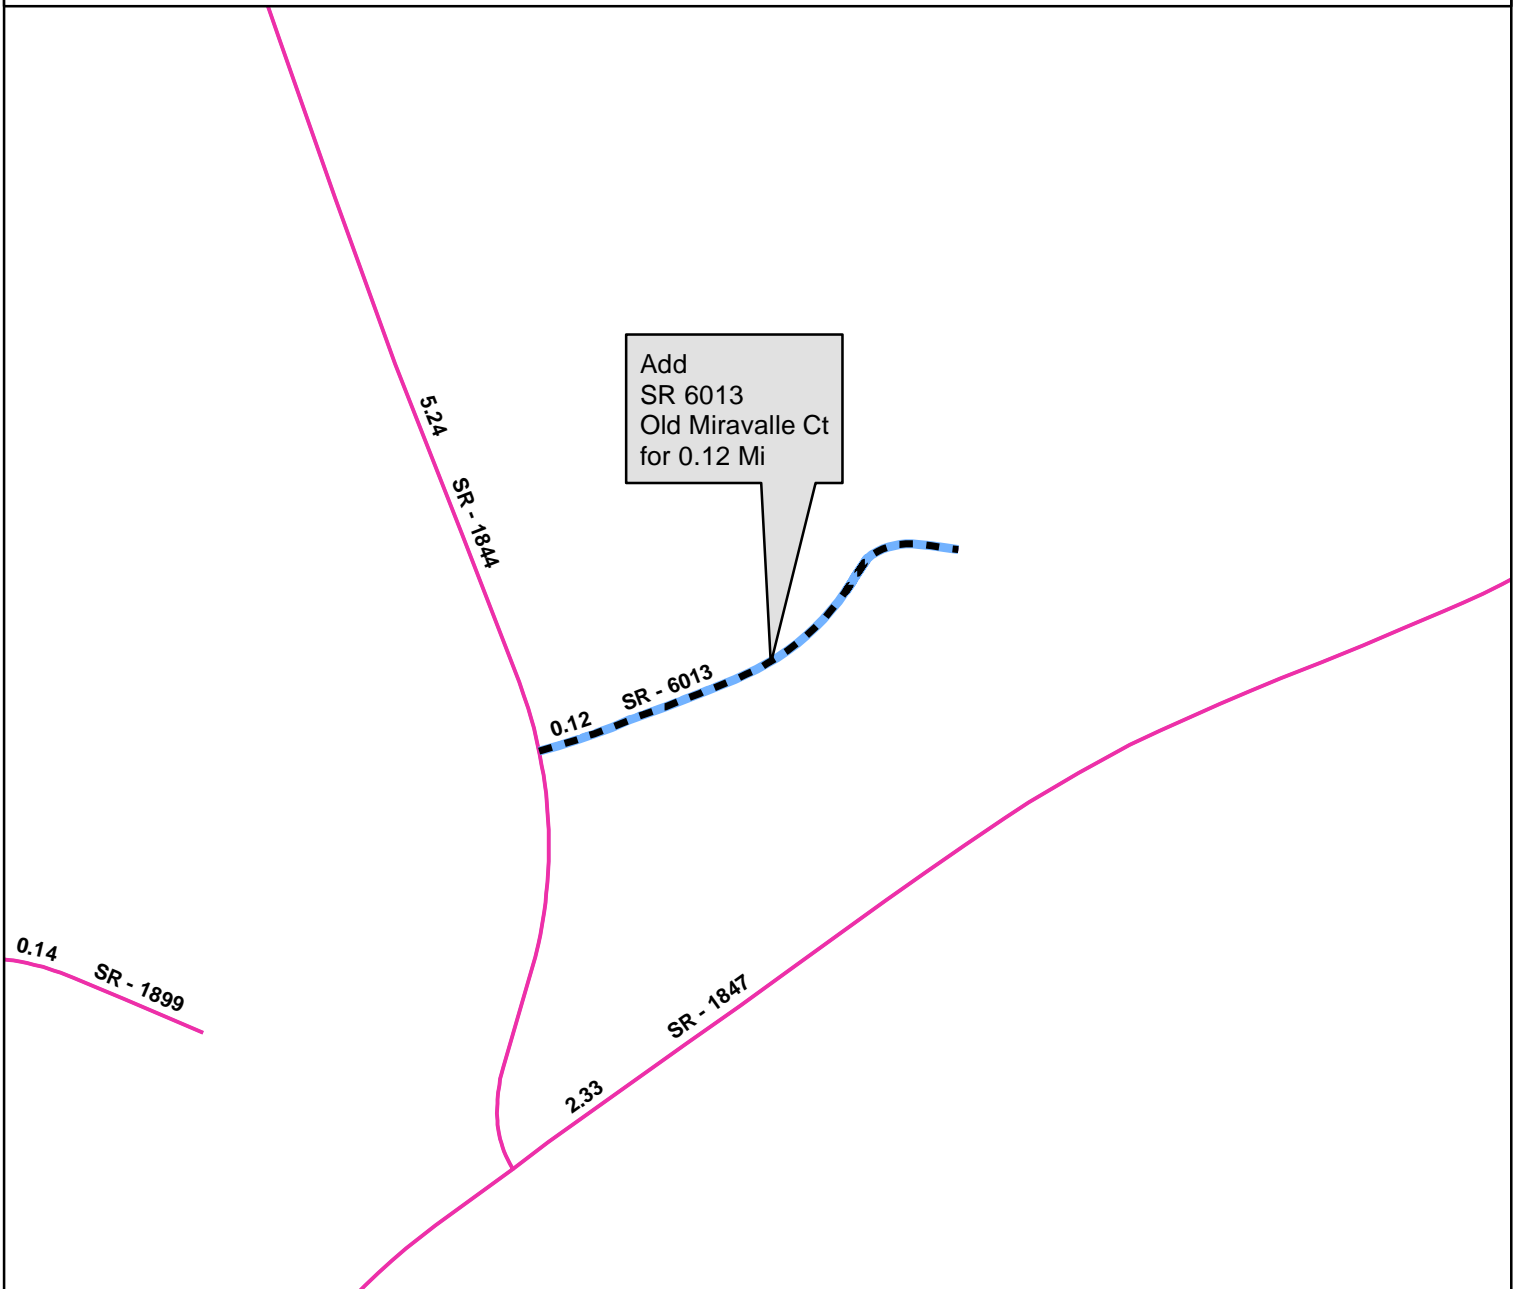 Add
SR 6013
Old Miravalle Ct
for 0.12 Mi
5.24
SR - 1844
SR - 6013
0.12
0.14
SR - 1899
SR - 1847
2.33